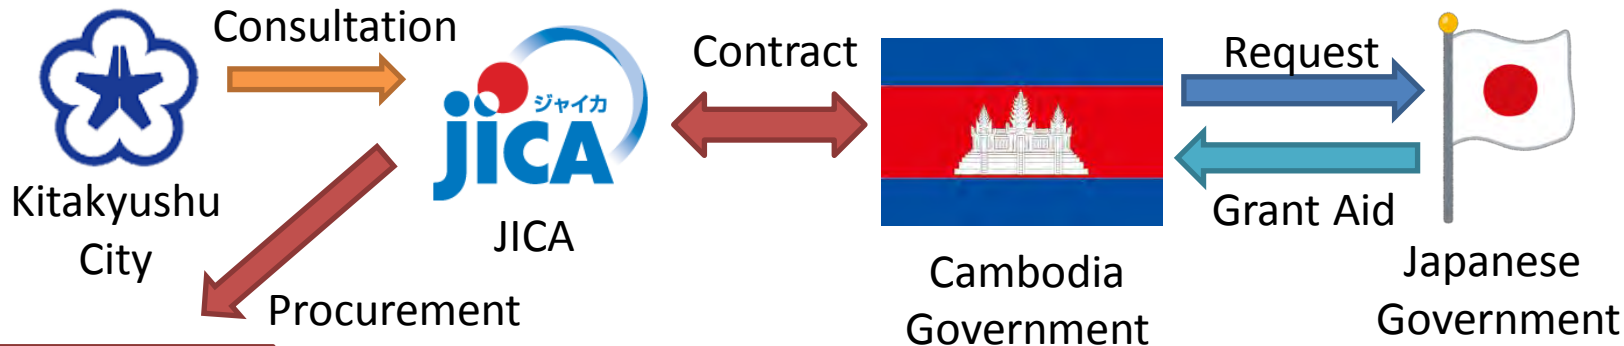 Consultation
Kitakyushu
City
ジャイカ
JICA
JICA
Procurement
Contract
Cambodia
Government
Request
Grant Aid
Japanese
Government